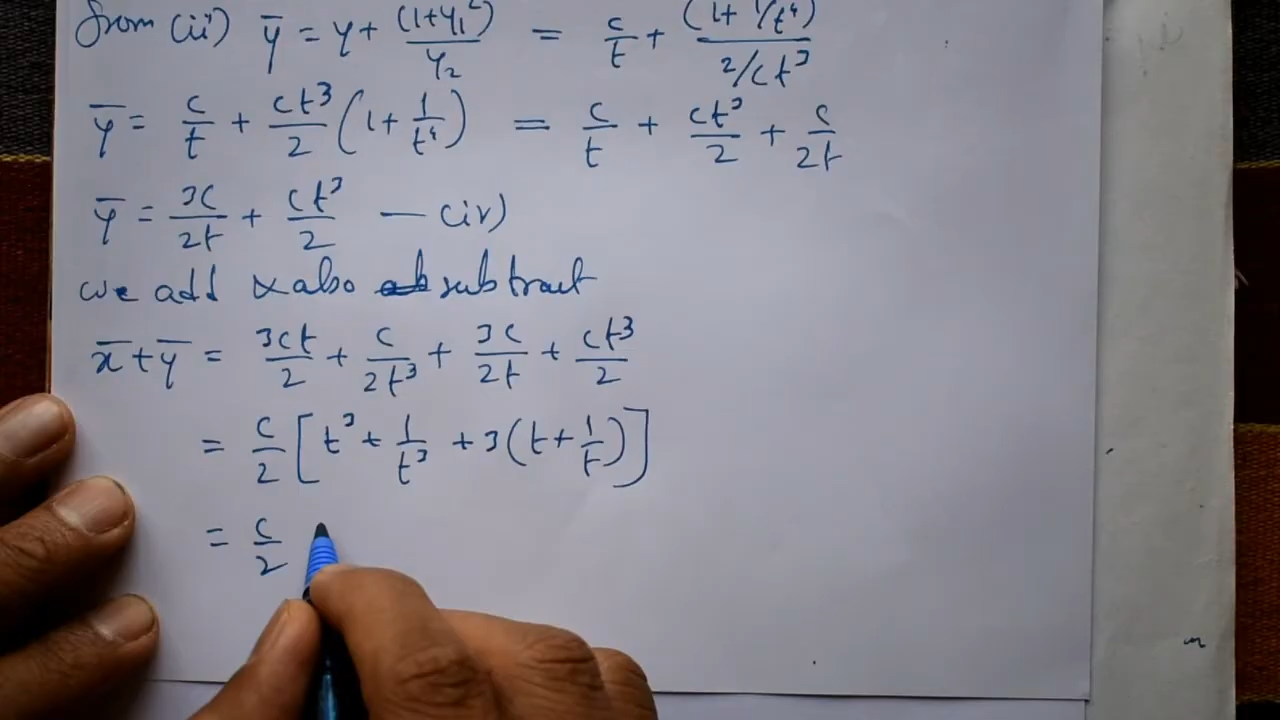 from (ii) ȳ = y + (1+y₁²)/y₂ = c/t + (1+1/t⁴)/(2/ct³)
ȳ = c/t + ct³/2 (1 + 1/t⁴) = c/t + ct³/2 + c/2t
ȳ = 3c/2t + ct³/2 — (iv)
we add & also subtract
x̄ + ȳ = 3ct/2 + c/2t³ + 3c/2t + ct³/2
= c/2 [t³ + 1/t³ + 3(t + 1/t)]
= c/2